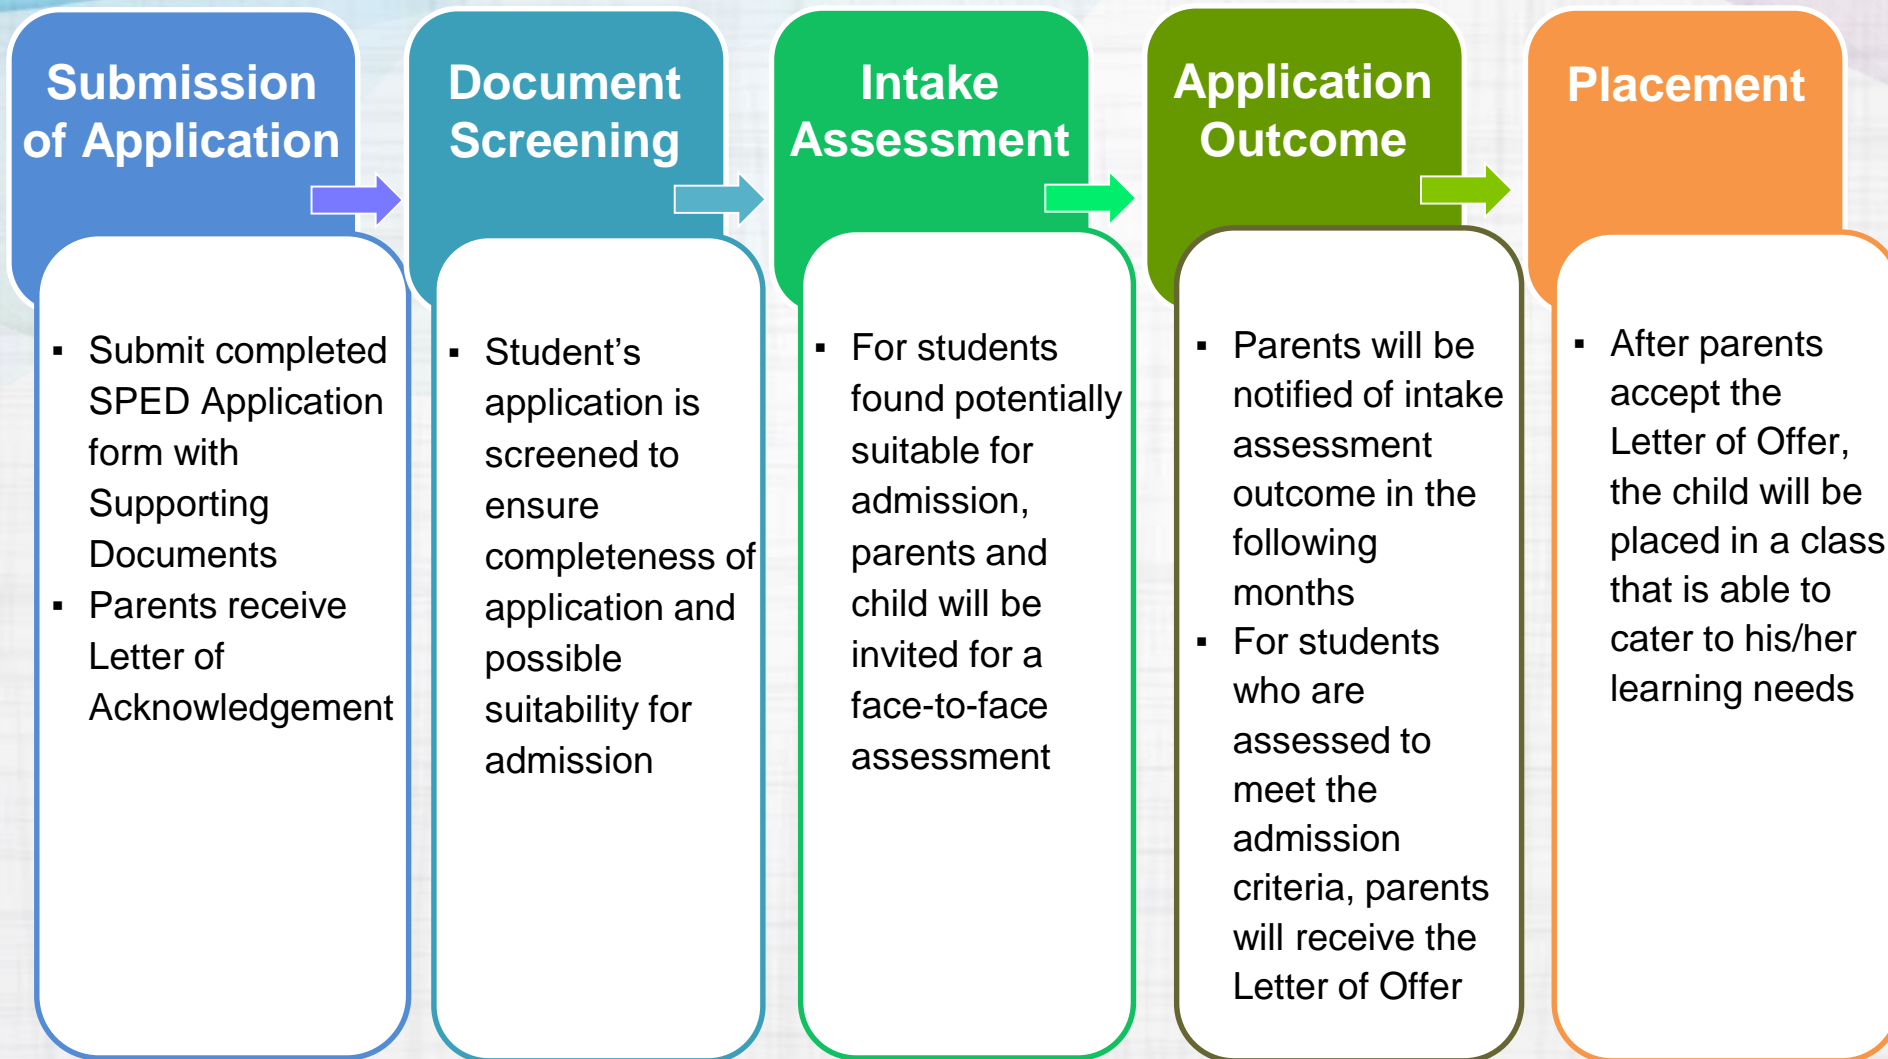 Submission
of Application
▪ Submit completed
SPED Application
form with
Supporting
Documents
▪ Parents receive
Letter of
Acknowledgement
Document
Screening
▪ Student’s
application is
screened to
ensure
completeness of
application and
possible
suitability for
admission
Intake
Assessment
▪ For students
found potentially
suitable for
admission,
parents and
child will be
invited for a
face-to-face
assessment
Application
Outcome
▪ Parents will be
notified of intake
assessment
outcome in the
following
months
▪ For students
who are
assessed to
meet the
admission
criteria, parents
will receive the
Letter of Offer
Placement
▪ After parents
accept the
Letter of Offer,
the child will be
placed in a class
that is able to
cater to his/her
learning needs